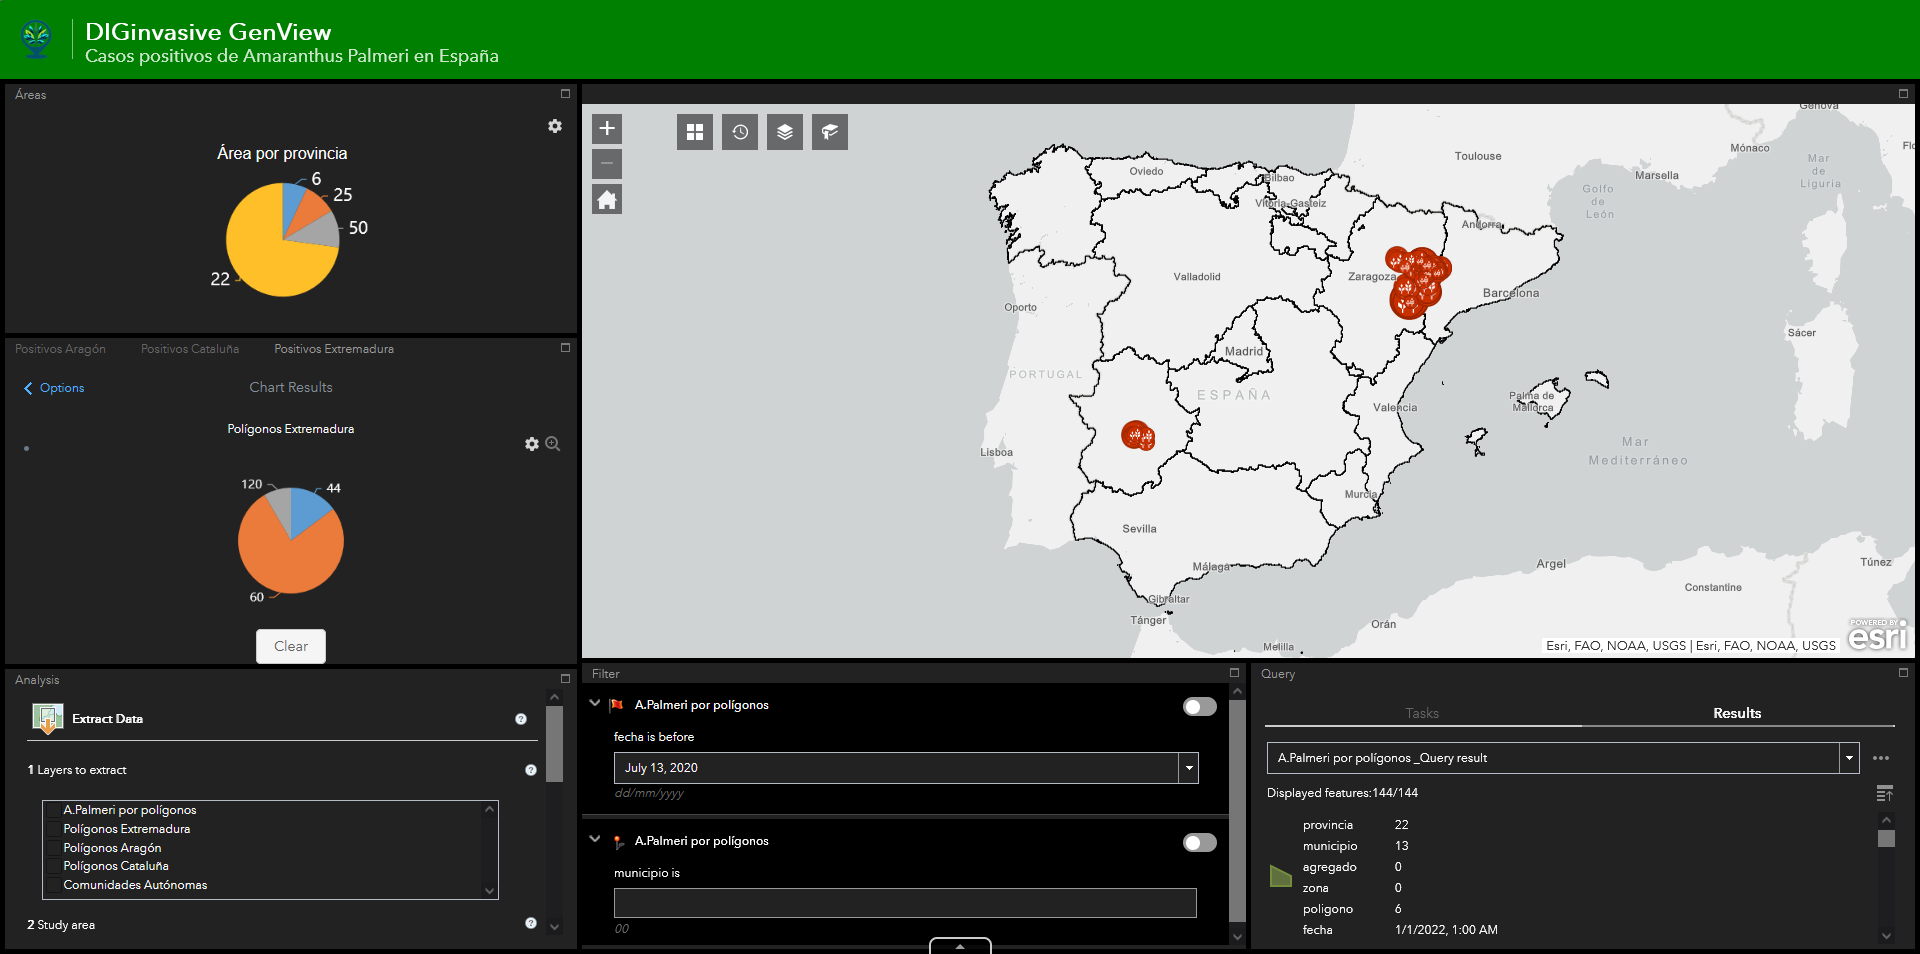 DIGinvasive GenView
Casos positivos de Amaranthus Palmeri en España
Áreas
Área por provincia
6
25
50
22
Positivos Aragón
Positivos Cataluña
Positivos Extremadura
Options
Chart Results
Polígonos Extremadura
120
44
60
Clear
Analysis
Extract Data
1 Layers to extract
A.Palmeri por polígonos
Polígonos Extremadura
Polígonos Aragón
Polígonos Cataluña
Comunidades Autónomas
2 Study area
Génova
Mónaco
Toulouse
Marsella
Mar
de
Liguria
Golfo
de
León
Oviedo
Bilbao
Vitoria-Gasteiz
Andorra
Valladolid
Zaragoza
Barcelona
Oporto
Sácer
Madrid
PORTUGAL
ESPAÑA
Palma de
Mallorca
Valencia
Mar
Mediterráneo
Lisboa
Murcia
Sevilla
Málaga
Argel
Túnez
Constantine
Gibraltar
Tánger
Orán
Melilla
POWERED BY
esri
Esri, FAO, NOAA, USGS | Esri, FAO, NOAA, USGS
Filter
A.Palmeri por polígonos
fecha is before
July 13, 2020
dd/mm/yyyy
A.Palmeri por polígonos
municipio is
00
Query
Tasks
Results
A.Palmeri por polígonos _Query result
Displayed features:144/144
provincia 22
municipio 13
agregado 0
zona 0
poligono 6
fecha 1/1/2022, 1:00 AM